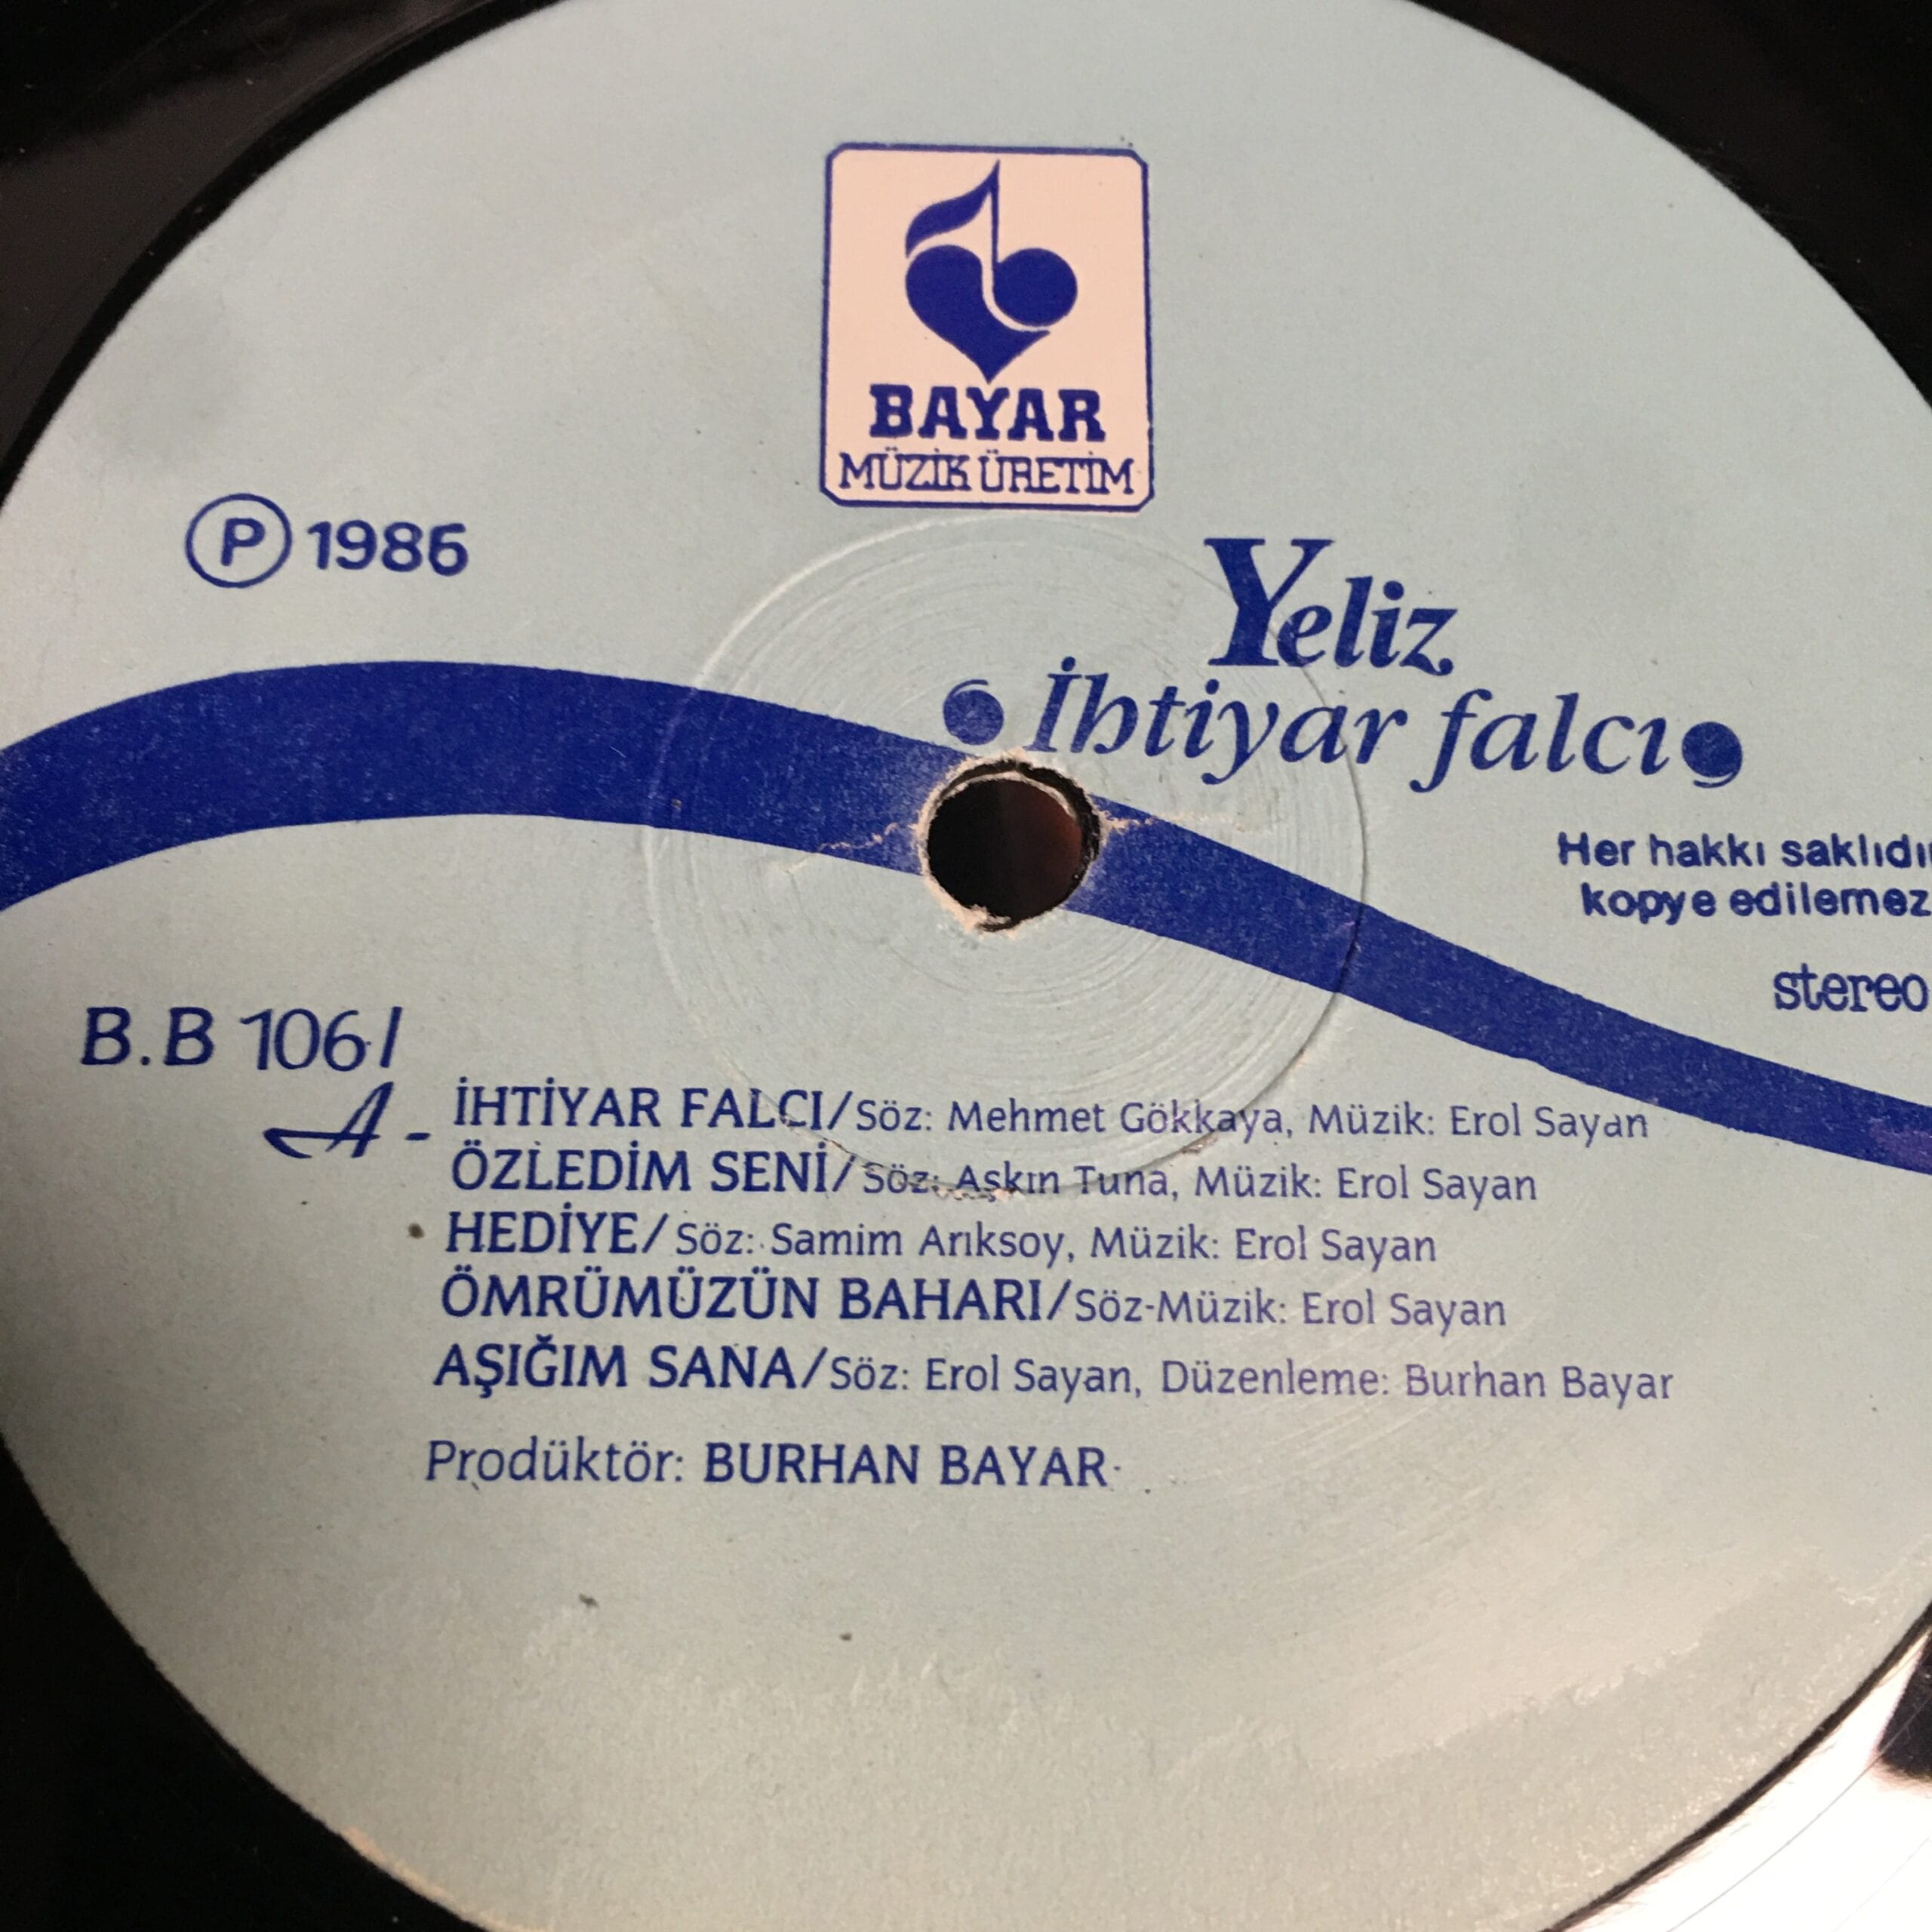 BAYAR
MÜZİK ÜRETİM
Ⓟ 1986
Yeliz
İhtiyar falcı
Her hakkı saklıdır
kopye edilemez
stereo
B.B 106/
A - İHTİYAR FALCI/Söz: Mehmet Gökkaya, Müzik: Erol Sayan
ÖZLEDİM SENİ/Söz: Aşkın Tuna, Müzik: Erol Sayan
HEDİYE/Söz: Samim Arıksoy, Müzik: Erol Sayan
ÖMRÜMÜZÜN BAHARI/Söz-Müzik: Erol Sayan
AŞIĞIM SANA/Söz: Erol Sayan, Düzenleme: Burhan Bayar
Prodüktör: BURHAN BAYAR